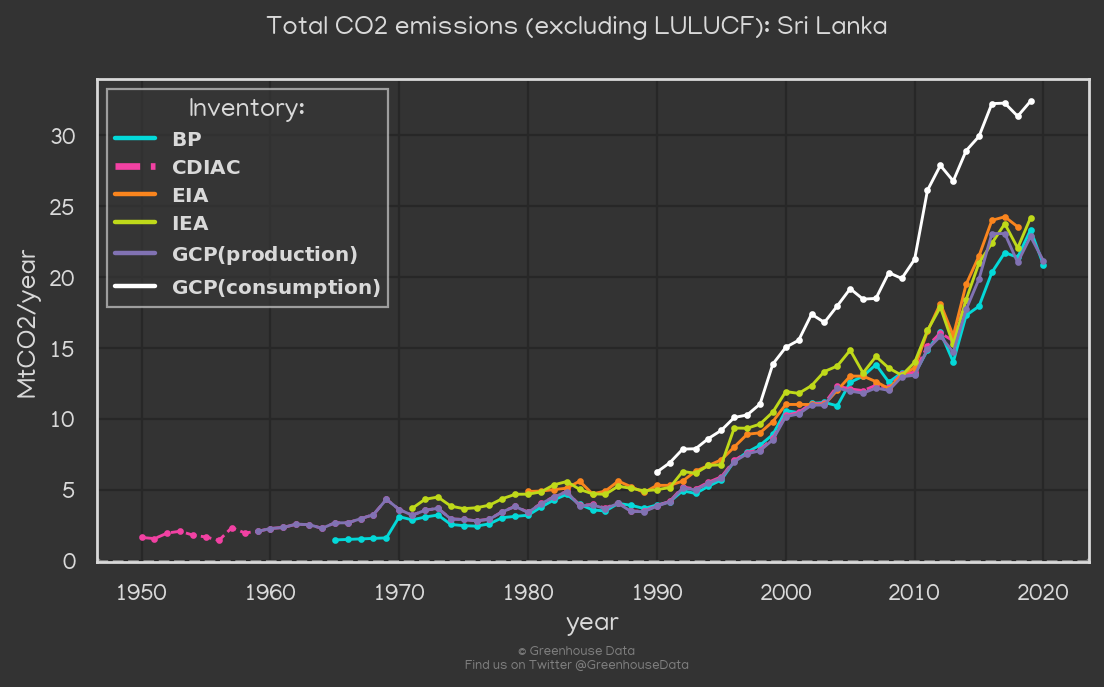 Total CO2 emissions (excluding LULUCF): Sri Lanka
Inventory:
BP
CDIAC
EIA
IEA
GCP(production)
GCP(consumption)
MtCO2/year
30
25
20
15
10
5
0
1950 1960 1970 1980 1990 2000 2010 2020
year
© Greenhouse Data
Find us on Twitter @GreenhouseData